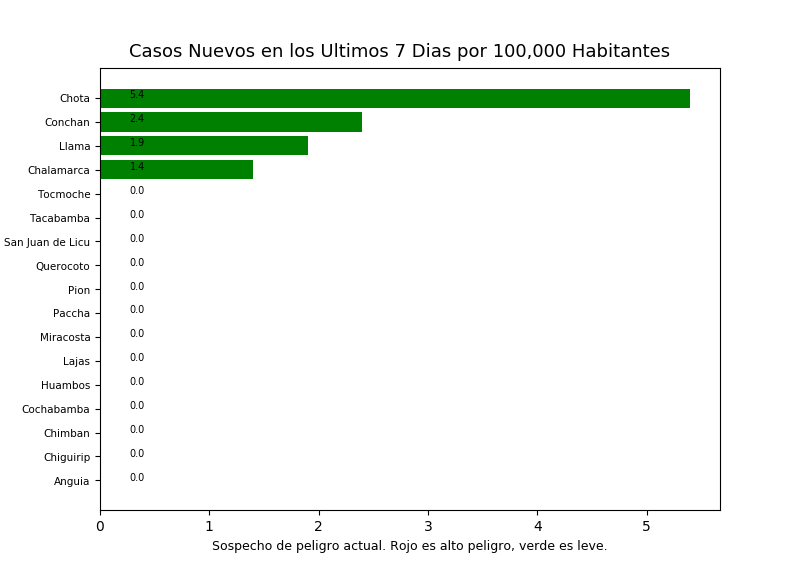 Casos Nuevos en los Ultimos 7 Dias por 100,000 Habitantes
Chota 5.4
Conchan 2.4
Llama 1.9
Chalamarca 1.4
Tocmoche 0.0
Tacabamba 0.0
San Juan de Licu 0.0
Querocoto 0.0
Pion 0.0
Paccha 0.0
Miracosta 0.0
Lajas 0.0
Huambos 0.0
Cochabamba 0.0
Chimban 0.0
Chiguirip 0.0
Anguia 0.0
0 1 2 3 4 5
Sospecho de peligro actual. Rojo es alto peligro, verde es leve.